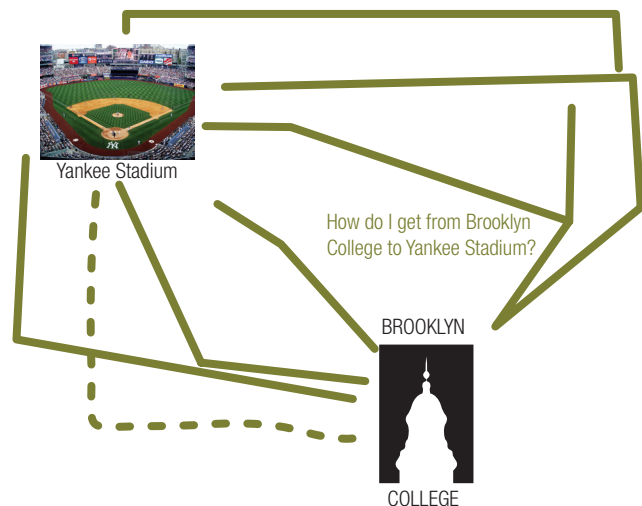 Yankee Stadium
How do I get from Brooklyn
College to Yankee Stadium?
BROOKLYN
COLLEGE